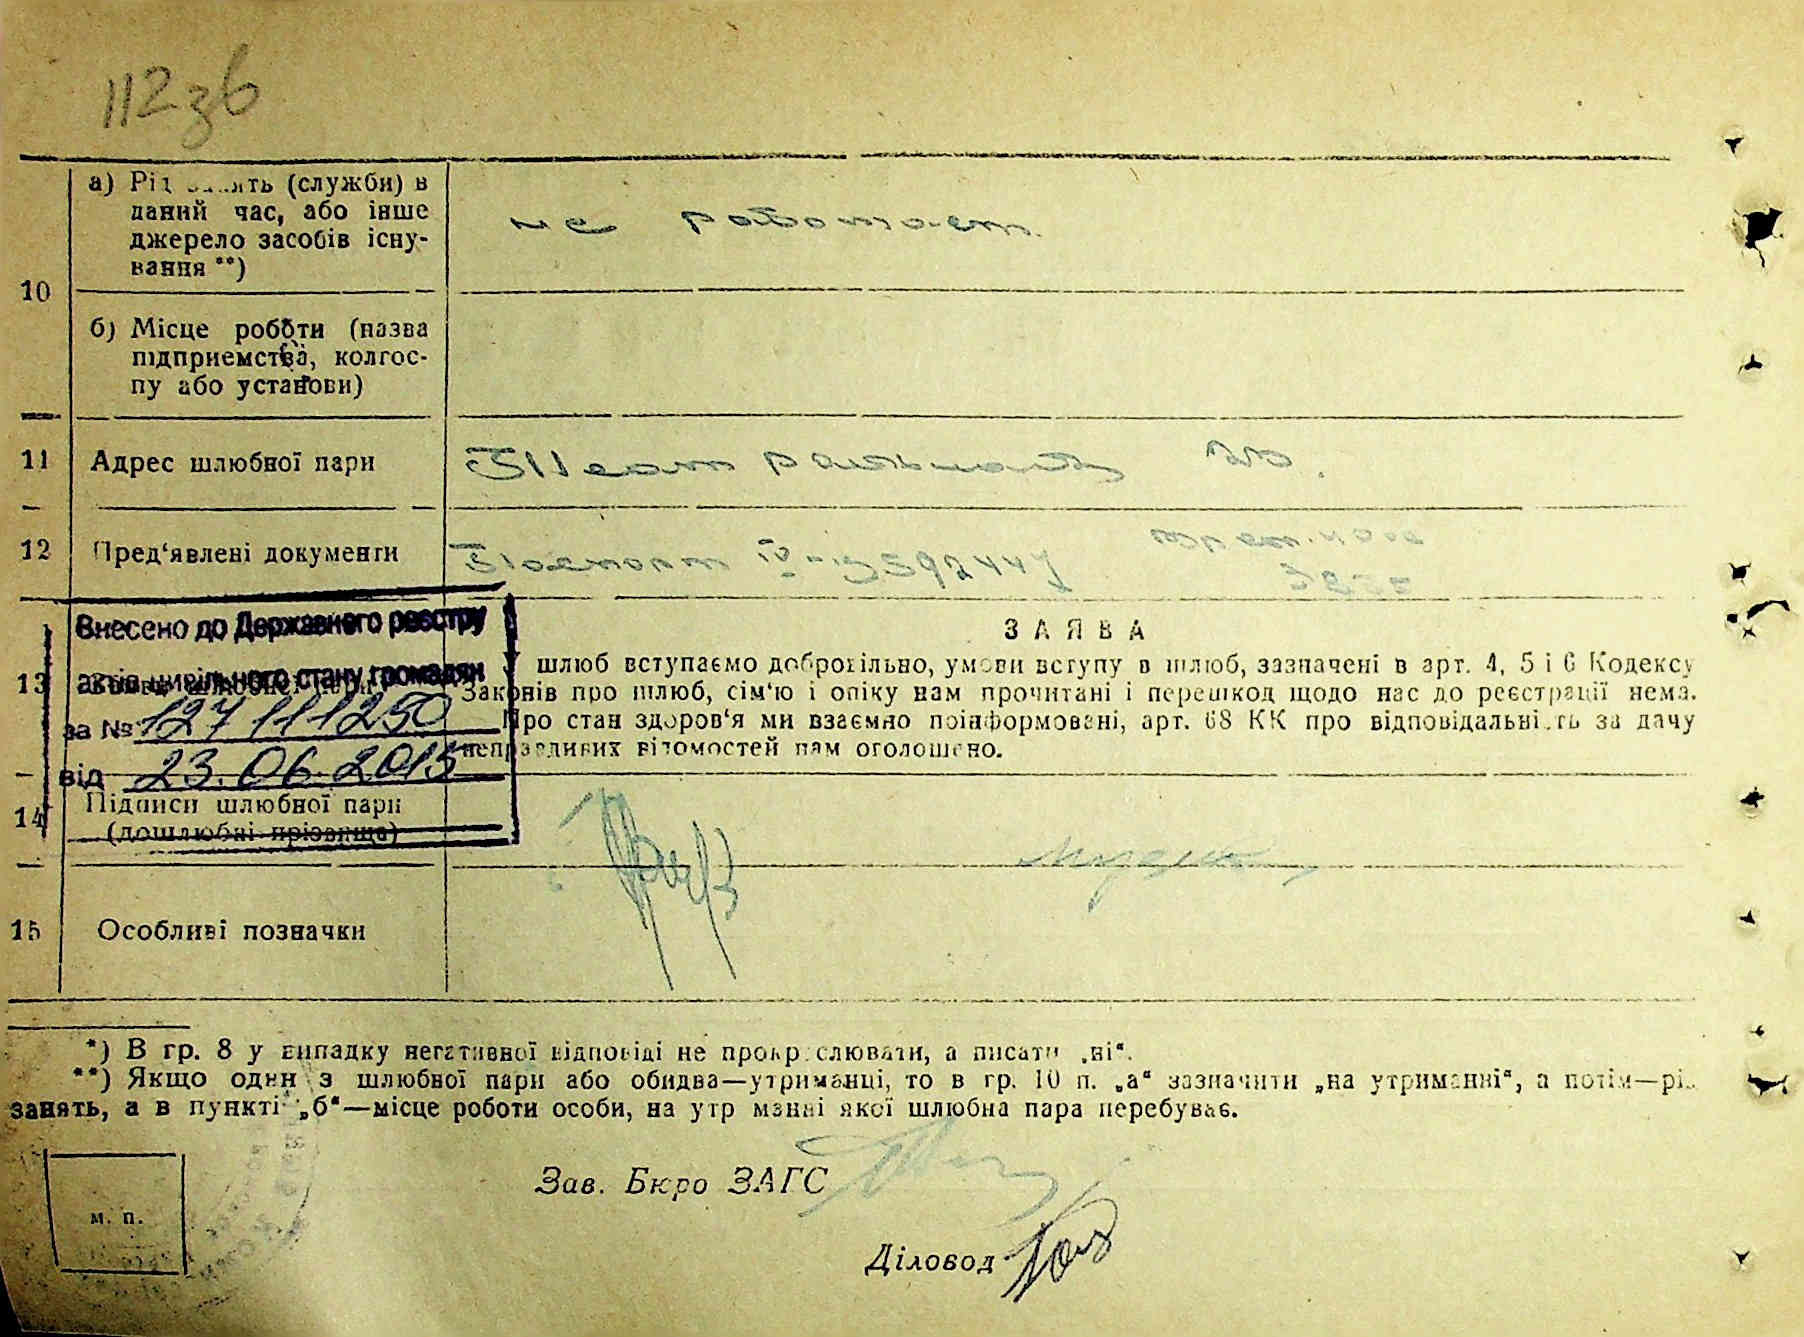 112зв
10
а) Рід занять (служби) в
даний час, або інше
джерело засобів існу-
вання **)
не работает
б) Місце роботи (назва
підприємства, колгос-
пу або установи)
11
Адрес шлюбної пари
Театральная
12
Пред‘явлені документи
Паспорт
Внесено до Державного реєстру
актів цивільного стану громадян
за № 127111250
від 23.06.2015
13
ЗАЯВА
У шлюб вступаємо добровільно, умови вступу в шлюб, зазначені в арт. 4, 5 і 6 Кодексу
Законів про шлюб, сім‘ю і опіку нам прочитані і перешкод щодо нас до реєстрації нема.
Про стан здоров‘я ми взаємно поінформовані, арт. 68 КК про відповідальність за дачу
неправдивих відомостей нам оголошено.
14
Підписи шлюбної пари
(дошлюбні прізвища)
15
Особливі позначки
*) В гр. 8 у випадку негативної відповіді не прокреслювати, а писати „ні“.
**) Якщо один з шлюбної пари або обидва—утриманці, то в гр. 10 п. „а“ зазначити „на утриманні“, а потім—рід
занять, а в пункті „б“—місце роботи особи, на утриманні якої шлюбна пара перебуває.
Зав. Бюро ЗАГС
м. п.
Діловод